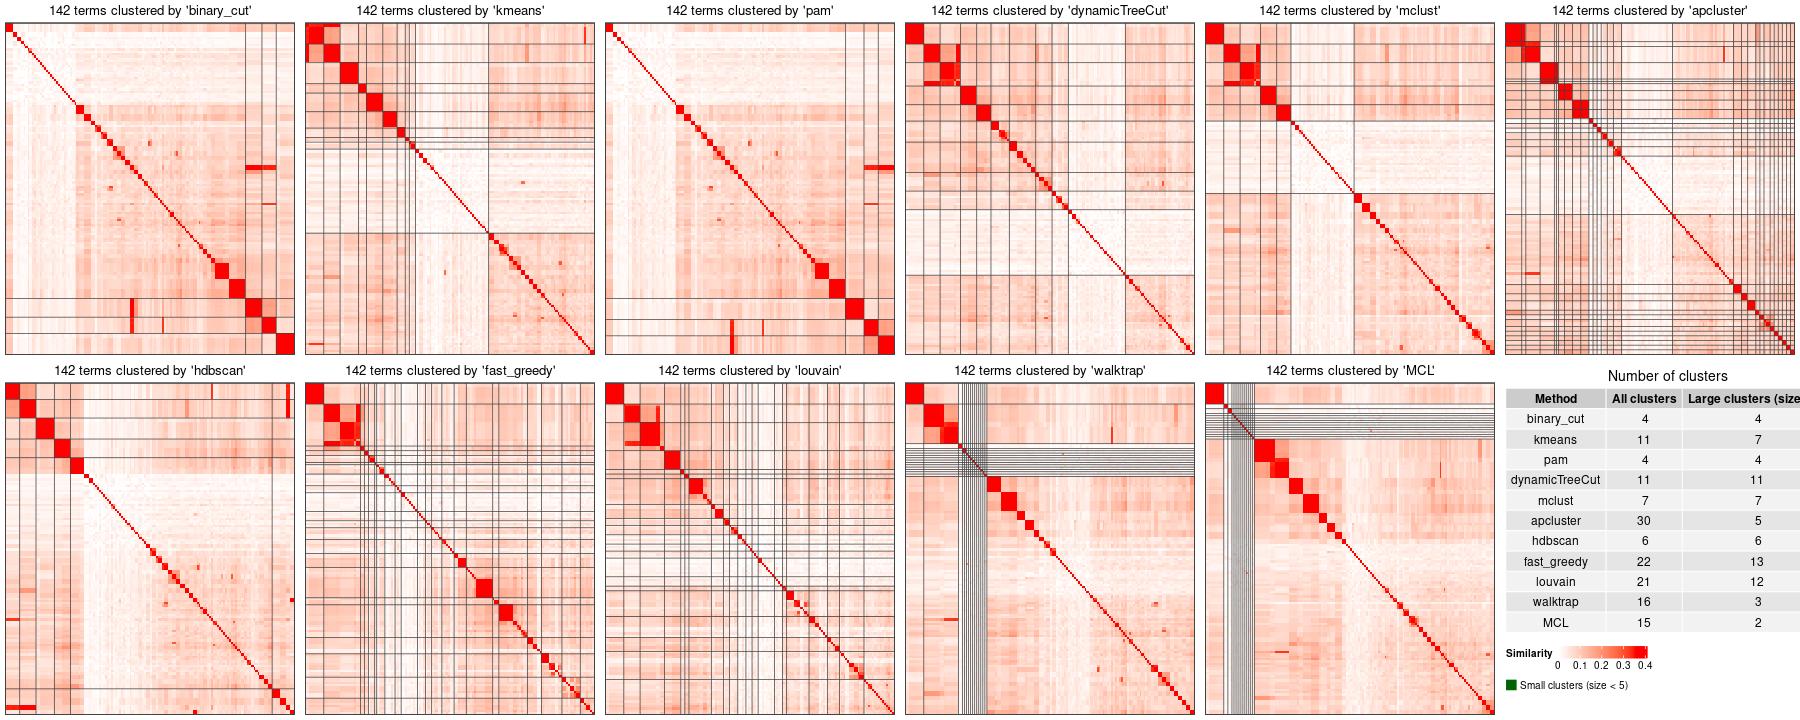 142 terms clustered by 'binary_cut'
142 terms clustered by 'kmeans'
142 terms clustered by 'pam'
142 terms clustered by 'dynamicTreeCut'
142 terms clustered by 'mclust'
142 terms clustered by 'apcluster'
142 terms clustered by 'hdbscan'
142 terms clustered by 'fast_greedy'
142 terms clustered by 'louvain'
142 terms clustered by 'walktrap'
142 terms clustered by 'MCL'
Number of clusters
Method All clusters Large clusters (size
binary_cut 4 4
kmeans 11 7
pam 4 4
dynamicTreeCut 11 11
mclust 7 7
apcluster 30 5
hdbscan 6 6
fast_greedy 22 13
louvain 21 12
walktrap 16 3
MCL 15 2
Similarity
0 0.1 0.2 0.3 0.4
Small clusters (size < 5)